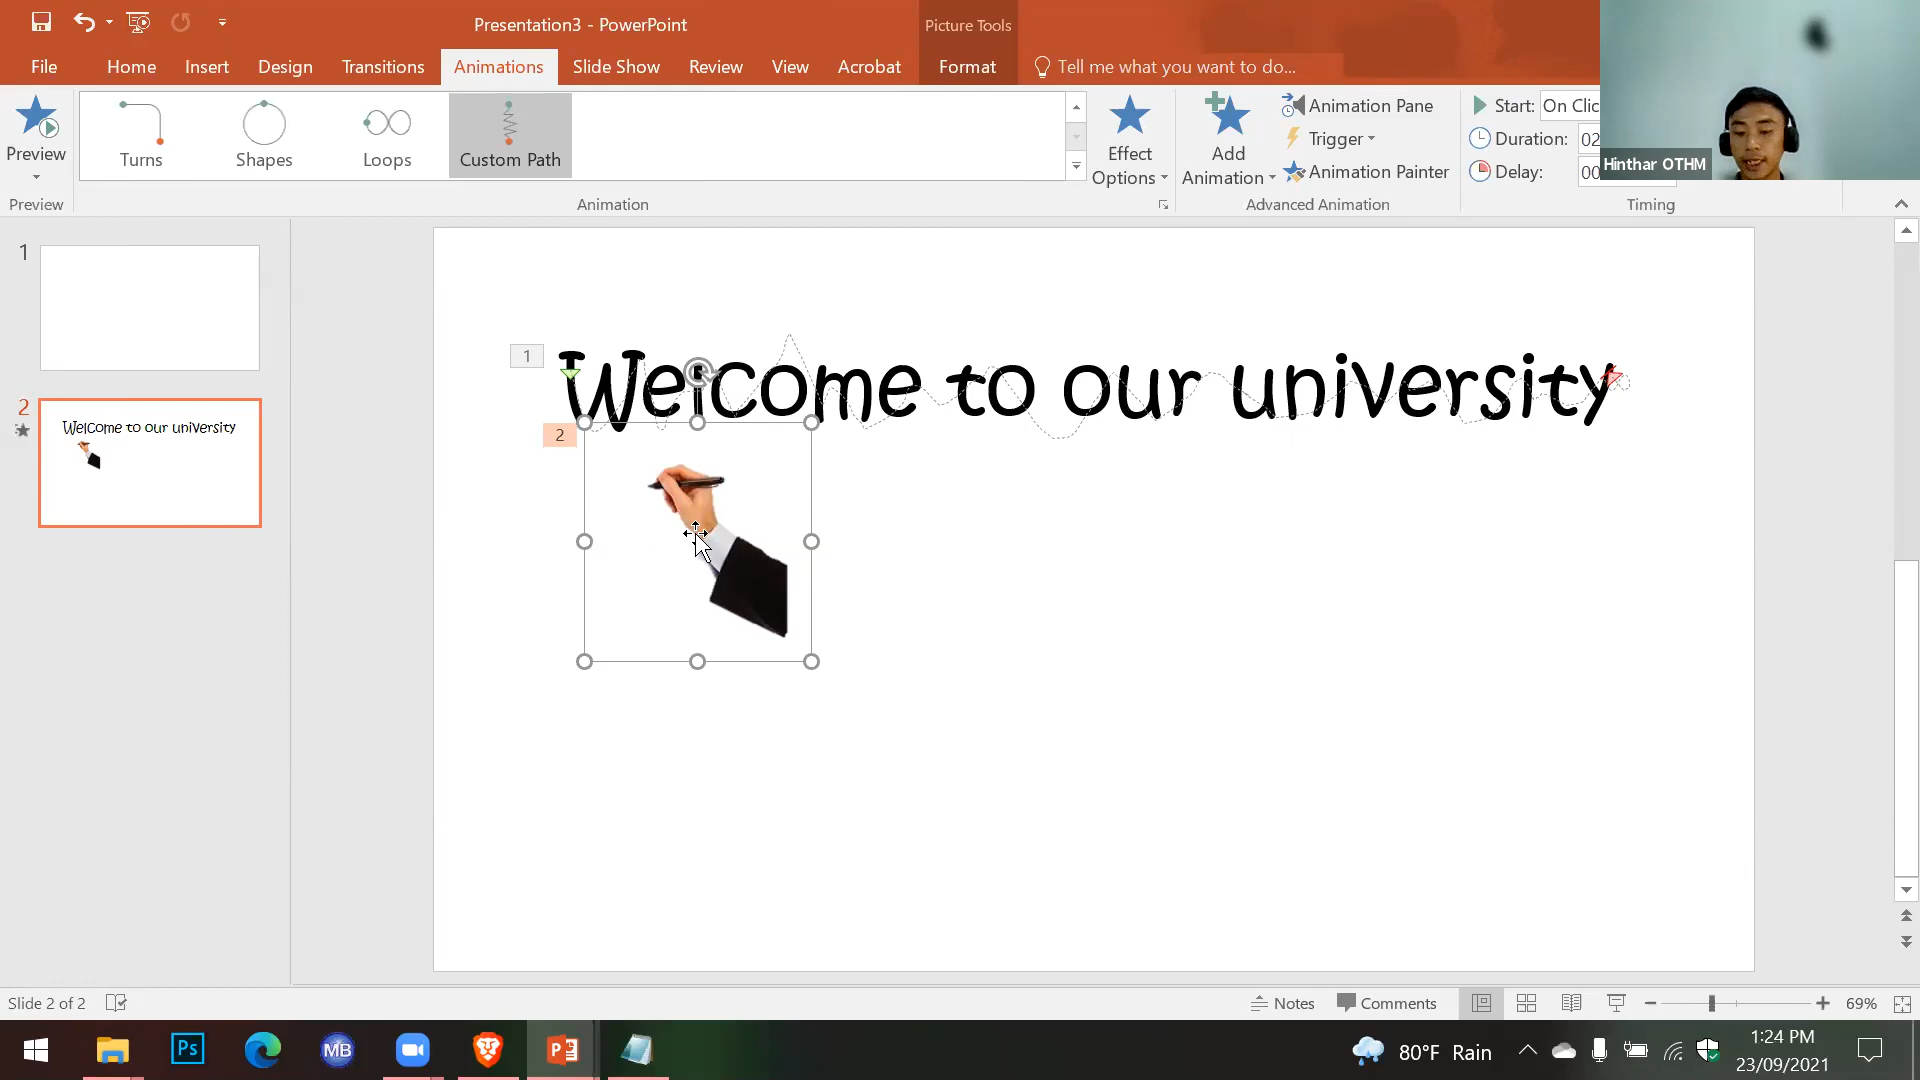 Presentation3 - PowerPoint
Picture Tools
File Home Insert Design Transitions Animations Slide Show Review View Acrobat Format Tell me what you want to do...
Preview
Turns
Shapes
Loops
Custom Path
Effect Options
Add Animation
Animation Pane
Trigger
Animation Painter
Start: On Clic
Duration: 02
Delay: 00
Hinthar OTHM
Preview
Animation
Advanced Animation
Timing
1
2
Welcome to our university
1
Welcome to our university
2
Slide 2 of 2
Notes
Comments
69%
Ps
MB
P
80°F Rain
1:24 PM
23/09/2021